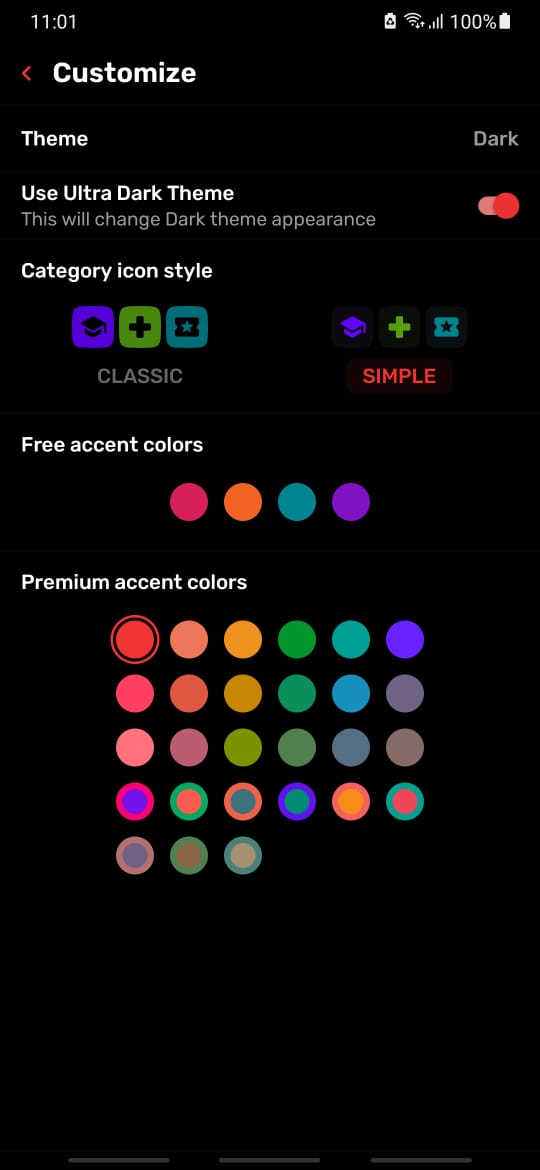 11:01
100%
Customize
Theme
Dark
Use Ultra Dark Theme
This will change Dark theme appearance
Category icon style
CLASSIC
SIMPLE
Free accent colors
Premium accent colors